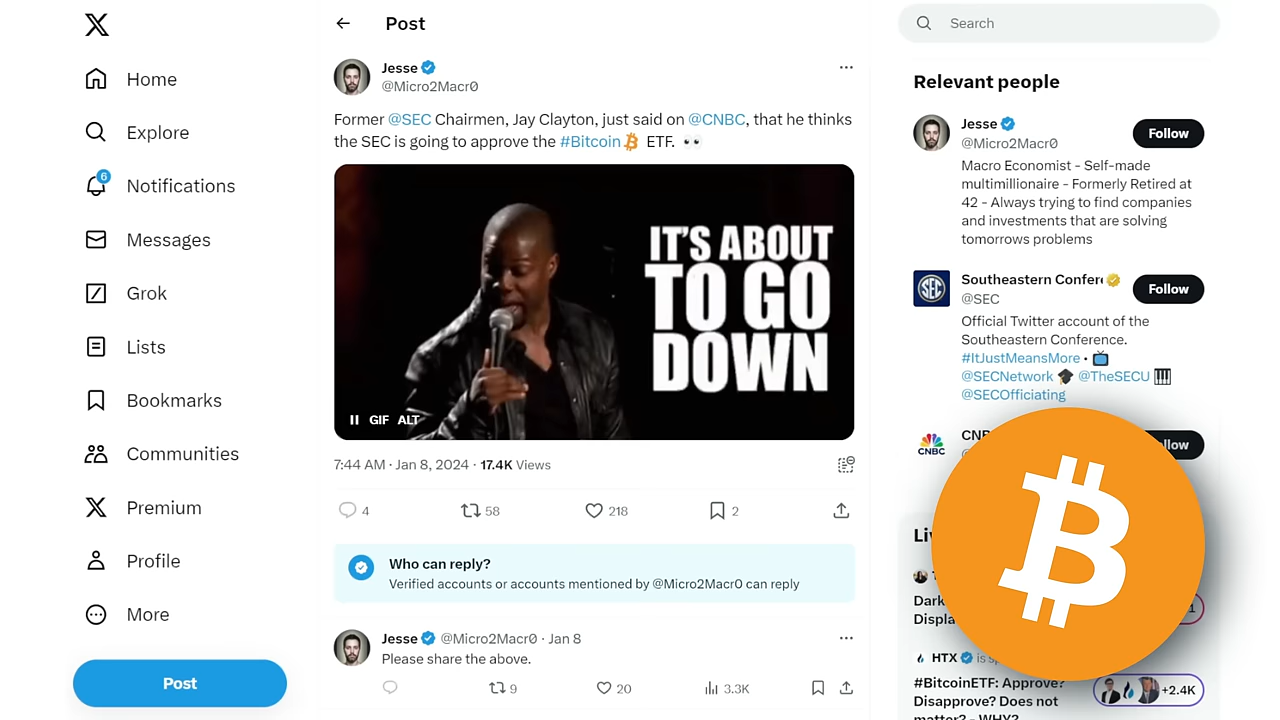 Home
Explore
6
Notifications
Messages
Grok
Lists
Bookmarks
Communities
Premium
Profile
More
Post
Post
Jesse
@Micro2Macr0
Former @SEC Chairmen, Jay Clayton, just said on @CNBC, that he thinks
the SEC is going to approve the #Bitcoin ETF. 👀
IT'S ABOUT
TO GO
DOWN
GIF ALT
7:44 AM · Jan 8, 2024 · 17.4K Views
4 58 218 2
Who can reply?
Verified accounts or accounts mentioned by @Micro2Macr0 can reply
Jesse @Micro2Macr0 · Jan 8
Please share the above.
9 20 3.3K
Search
Relevant people
Jesse
Follow
@Micro2Macr0
Macro Economist - Self-made
multimillionaire - Formerly Retired at
42 - Always trying to find companies
and investments that are solving
tomorrows problems
SEC
Southeastern Confer
Follow
@SEC
Official Twitter account of the
Southeastern Conference.
#ItJustMeansMore • 📺
@SECNetwork 🎓 @TheSECU 🎹
@SECOfficiating
CNBC
HTX is
#BitcoinETF: Approve?
Disapprove? Does not
matter? - WHY?
+2.4K